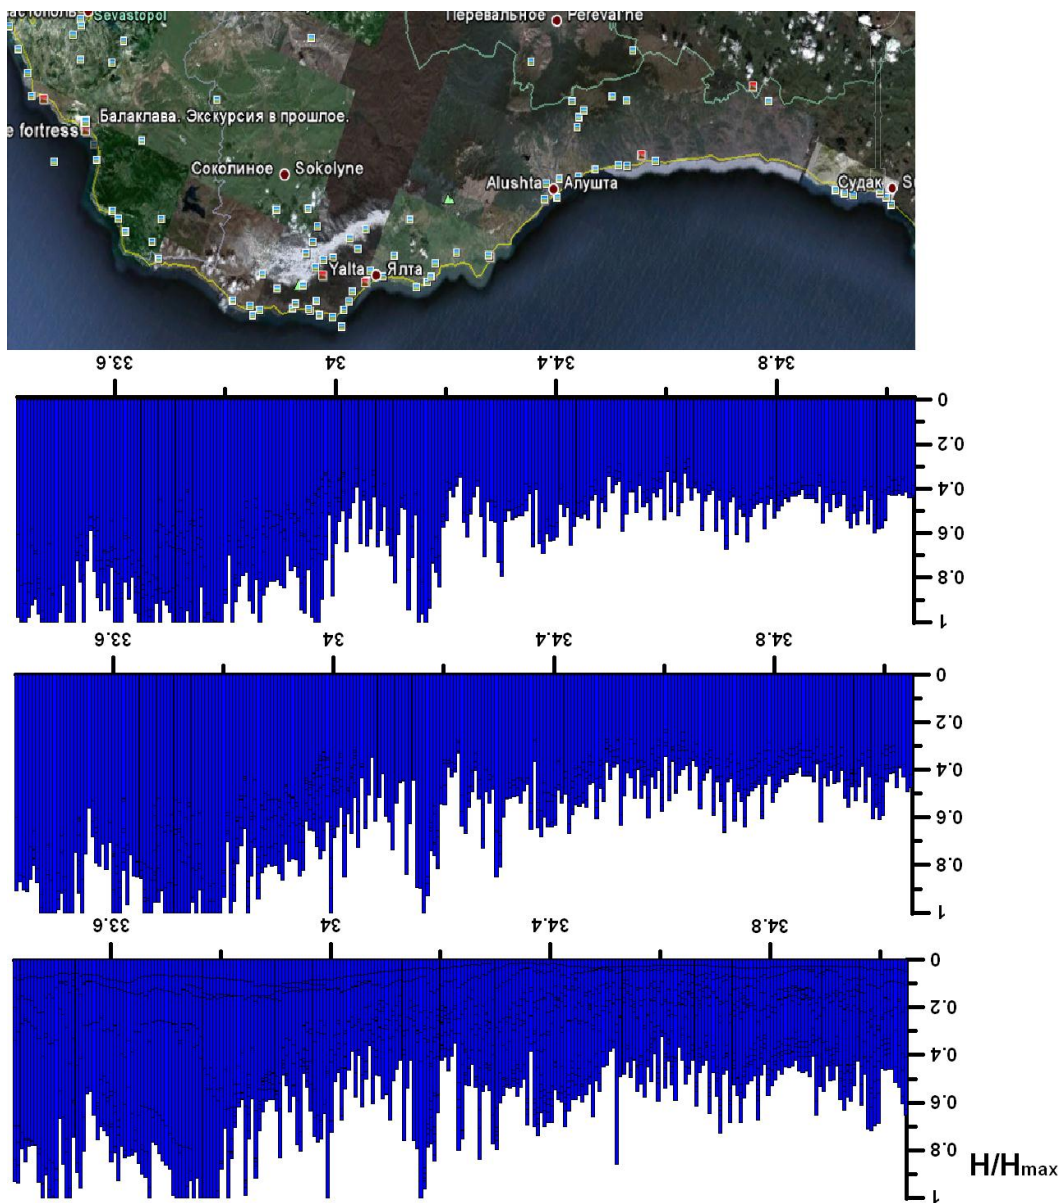 Sevastopol
Перевальное Perevalne
Балаклава. Экскурсия в прошлое.
e fortress
Соколиное Sokolyne
Alushta Алушта
Судак
Yalta Ялта
33.6 34 34.4 34.8
0
0.2
0.4
0.6
0.8
1
33.6 34 34.4 34.8
0
0.2
0.4
0.6
0.8
1
33.6 34 34.4 34.8
0
0.2
0.4
0.6
0.8
1
H/Hmax